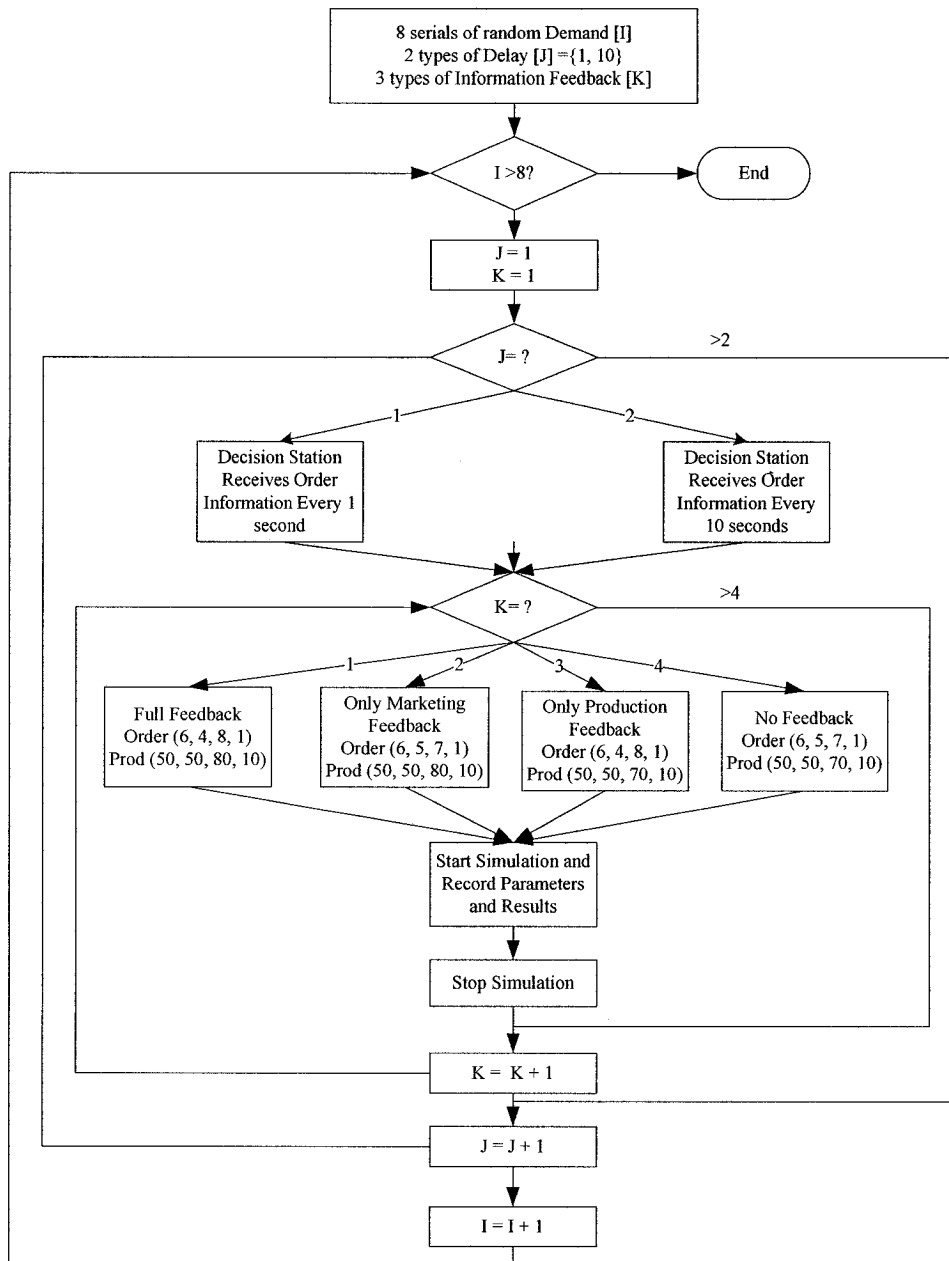 8 serials of random Demand [I]
2 types of Delay [J] ={1, 10}
3 types of Information Feedback [K]
I >8?
End
J = 1
K = 1
J= ?
>2
1
2
Decision Station
Receives Order
Information Every 1
second
Decision Station
Receives Order
Information Every
10 seconds
K= ?
>4
1
2
3
4
Full Feedback
Order (6, 4, 8, 1)
Prod (50, 50, 80, 10)
Only Marketing
Feedback
Order (6, 5, 7, 1)
Prod (50, 50, 80, 10)
Only Production
Feedback
Order (6, 4, 8, 1)
Prod (50, 50, 70, 10)
No Feedback
Order (6, 5, 7, 1)
Prod (50, 50, 70, 10)
Start Simulation and
Record Parameters
and Results
Stop Simulation
K = K + 1
J = J + 1
I = I + 1